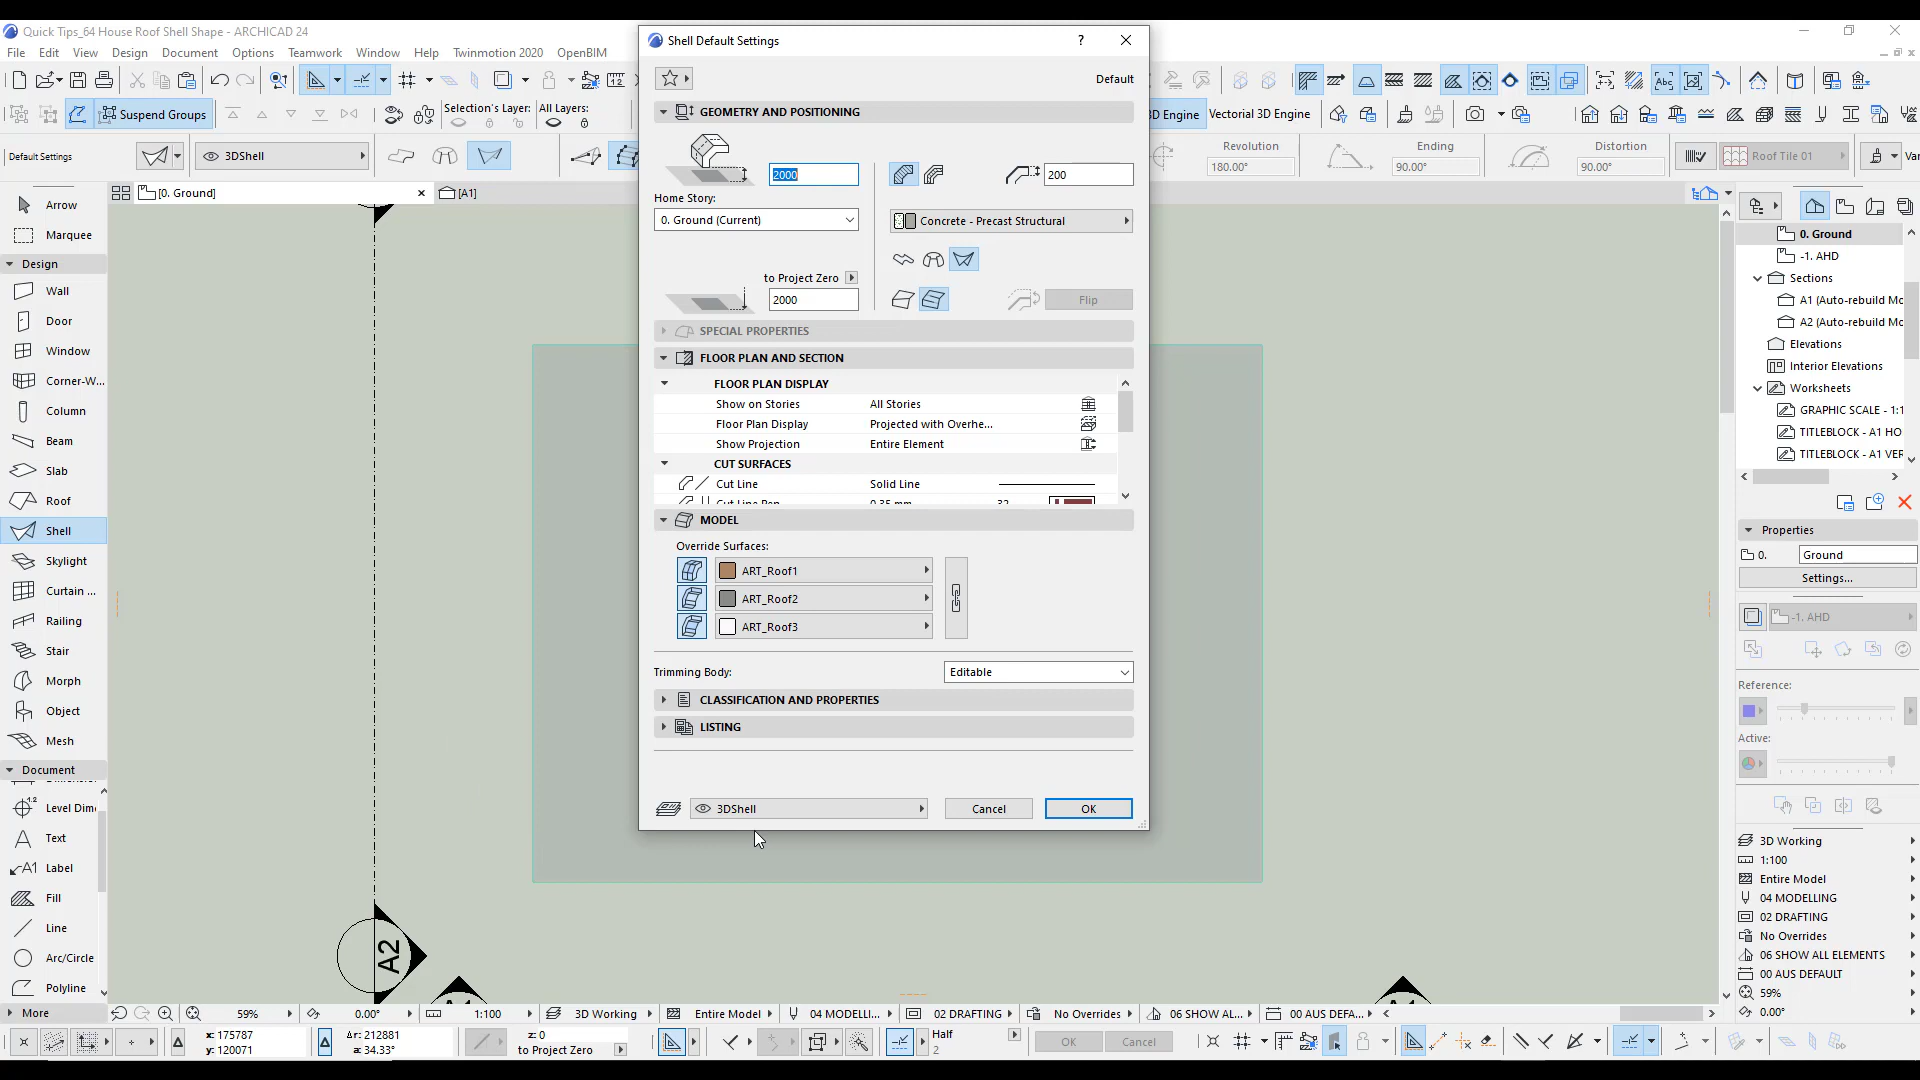 Quick Tips_64 House Roof Shell Shape - ARCHICAD 24
File Edit View Design Document Options Teamwork Window Help Twinmotion 2020 OpenBIM
Suspend Groups
Selection's Layer:
All Layers:
3D Engine
Vectorial 3D Engine
Default Settings
3DShell
Revolution
180.00°
Ending
90.00°
Distortion
90.00°
Roof Tile 01
[0. Ground]
[A1]
Arrow
Marquee
Design
Wall
Door
Window
Corner-W...
Column
Beam
Slab
Roof
Shell
Skylight
Curtain ...
Railing
Stair
Morph
Object
Mesh
Document
Level Dim
Text
A1 Label
Fill
Line
Arc/Circle
Polyline
More
Shell Default Settings
?
Default
GEOMETRY AND POSITIONING
2000
200
Home Story:
0. Ground (Current)
Concrete - Precast Structural
to Project Zero
2000
Flip
SPECIAL PROPERTIES
FLOOR PLAN AND SECTION
FLOOR PLAN DISPLAY
Show on Stories All Stories
Floor Plan Display Projected with Overhe...
Show Projection Entire Element
CUT SURFACES
Cut Line Solid Line
Cut Line Pen 0.35 mm 32
MODEL
Override Surfaces:
ART_Roof1
ART_Roof2
ART_Roof3
Trimming Body: Editable
CLASSIFICATION AND PROPERTIES
LISTING
3DShell
Cancel
OK
A2
0. Ground
-1. AHD
Sections
A1 (Auto-rebuild Mo
A2 (Auto-rebuild Mo
Elevations
Interior Elevations
Worksheets
GRAPHIC SCALE - 1:1
TITLEBLOCK - A1 HO
TITLEBLOCK - A1 VER
Properties
0. Ground
Settings...
-1. AHD
Reference:
Active:
3D Working
1:100
Entire Model
04 MODELLING
02 DRAFTING
No Overrides
06 SHOW ALL ELEMENTS
00 AUS DEFAULT
59%
0.00°
59% 0.00° 1:100 3D Working Entire Model 04 MODELLI... 02 DRAFTING No Overrides 06 SHOW AL... 00 AUS DEFA...
x: 175787
y: 120071
Δr: 212881
a: 34.33°
z: 0
to Project Zero
Half
2
OK
Cancel